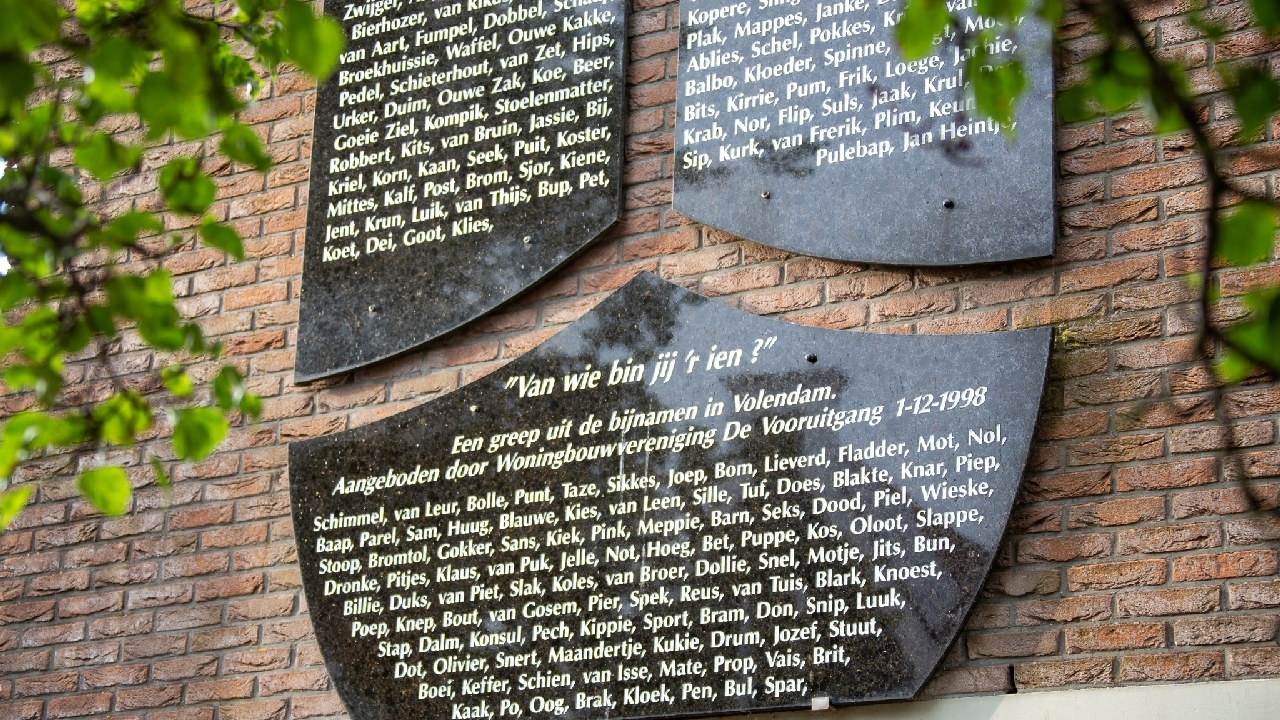 Zwijger,
Bierhozer, van
van Aart, Fumpel, Dobbel,
Broekhuissie, Waffel, Ouwe Kakke,
Pedel, Schieterhout, van Zet, Hips,
Urker, Duim, Ouwe Zak, Koe, Beer,
Goeie Ziel, Kompik, Stoelenmatter,
Robbert, Kits, van Bruin, Jassie, Bij,
Kriel, Korn, Kaan, Seek, Puit, Koster,
Mittes, Kalf, Post, Brom, Sjor, Kiene,
Jent, Krun, Luik, van Thijs, Bup, Pet,
Koet, Dei, Goot, Klies,
Kopere,
Plak, Mappes, Janke,
Ablies, Schel, Pokkes,
Balbo, Kloeder, Spinne,
Bits, Kirrie, Pum, Frik, Loege,
Krab, Nor, Flip, Suls, Jaak,
Sip, Kurk, van Frerik, Plim,
Pulebap, Jan Heintje,
"Van wie bin jij 'r ien ?"
Een greep uit de bijnamen in Volendam.
Aangeboden door Woningbouwvereniging De Vooruitgang 1-12-1998
Schimmel, van Leur, Bolle, Punt, Taze, Sikkes, Joep, Bom, Lieverd, Fladder, Mot, Nol,
Baap, Parel, Sam, Huug, Blauwe, Kies, van Leen, Sille, Tuf, Does, Blakte, Knar, Piep,
Stoop, Bromtol, Gokker, Sans, Kiek, Pink, Meppie, Barn, Seks, Dood, Piel, Wieske,
Dronke, Pitjes, Klaus, van Puk, Jelle, Not, Hoeg, Bet, Puppe, Kos, Oloot, Slappe,
Billie, Duks, van Piet, Slak, Koles, van Broer, Dollie, Snel, Motje, Jits, Bun,
Poep, Knep, Bout, van Gosem, Pier, Spek, Reus, van Tuis, Blark, Knoest,
Stap, Dalm, Konsul, Pech, Kippie, Sport, Bram, Don, Snip, Luuk,
Dot, Olivier, Snert, Maandertje, Kukie, Drum, Jozef, Stuut,
Boei, Keffer, Schien, van Isse, Mate, Prop, Vais, Brit,
Kaak, Po, Oog, Brak, Kloek, Pen, Bul, Spar,